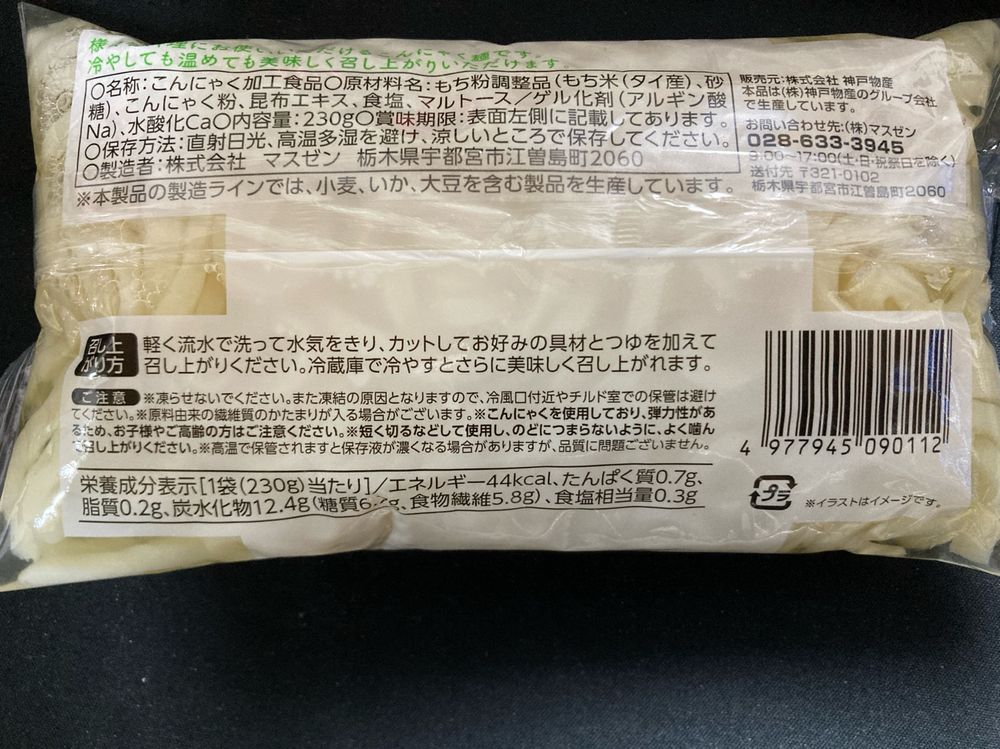 お使いいただけるこんにゃく麺です。
冷やしても温めても美味しく召し上がりいただけます。
○名称:こんにゃく加工食品○原材料名:もち粉調整品(もち米(タイ産)、砂
糖)、こんにゃく粉、昆布エキス、食塩、マルトース/ゲル化剤(アルギン酸
Na)、水酸化Ca○内容量:230g○賞味期限:表面左側に記載してあります。
○保存方法:直射日光、高温多湿を避け、涼しいところで保存してください。
○製造者:株式会社 マスゼン 栃木県宇都宮市江曽島町2060
※本製品の製造ラインでは、小麦、いか、大豆を含む製品を生産しています。
販売元:株式会社 神戸物産
本品は(株)神戸物産のグループ会社
で生産しています。
お問い合わせ先:(株)マスゼン
028-633-3945
9:00~17:00(土・日・祝祭日を除く)
送付先 〒321-0102
栃木県宇都宮市江曽島町2060
召し上がり方
軽く流水で洗って水気をきり、カットしてお好みの具材とつゆを加えて
召し上がりください。冷蔵庫で冷やすとさらに美味しく召し上がれます。
ご注意 ※凍らせないでください。また凍結の原因となりますので、冷風口付近やチルド室での保管は避け
てください。※原料由来の繊維質のかたまりが入る場合がございます。※こんにゃくを使用しており、弾力性があ
るため、お子様やご高齢の方はご注意ください。※短く切るなどして使用し、のどにつまらないように、よく噛ん
で召し上がりください。※高温で保管されますと保存液が濃くなる場合がありますが、品質に問題ございません。
栄養成分表示[1袋(230g)当たり]/エネルギー44kcal、たんぱく質0.7g、
脂質0.2g、炭水化物12.4g(糖質、食物繊維5.8g)、食塩相当量0.3g
4 977945 090112
プラ
※イラストはイメージです。